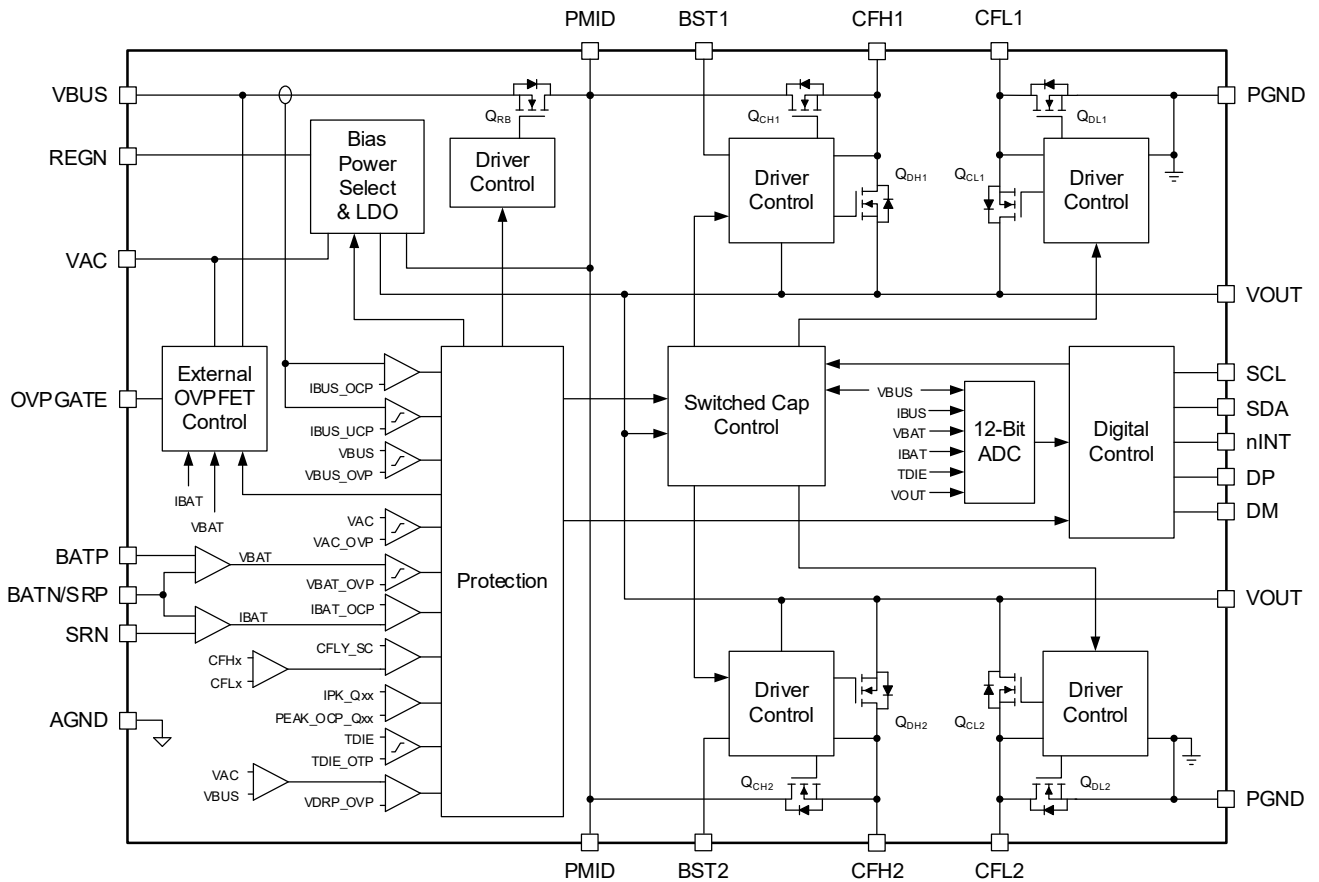 PMID
BST1
CFH1
CFL1
VBUS
REGN
VAC
OVPGATE
BATP
BATN/SRP
SRN
AGND
PGND
VOUT
SCL
SDA
nINT
DP
DM
VOUT
PGND
Q_RB
Q_CH1
Q_DL1
Q_DH1
Q_CL1
Bias
Power
Select
& LDO
Driver
Control
Driver
Control
Driver
Control
External
OVPFET
Control
IBAT
VBAT
IBUS_OCP
IBUS_UCP
VBUS
VBUS_OVP
VAC
VAC_OVP
VBAT
VBAT_OVP
IBAT_OCP
IBAT
CFLY_SC
CFHx
CFLx
IPK_Qxx
PEAK_OCP_Qxx
TDIE
TDIE_OTP
VAC
VBUS
VDRP_OVP
Protection
Switched Cap
Control
VBUS
IBUS
VBAT
IBAT
TDIE
VOUT
12-Bit
ADC
Digital
Control
Driver
Control
Driver
Control
Q_DH2
Q_CL2
Q_CH2
Q_DL2
PMID
BST2
CFH2
CFL2